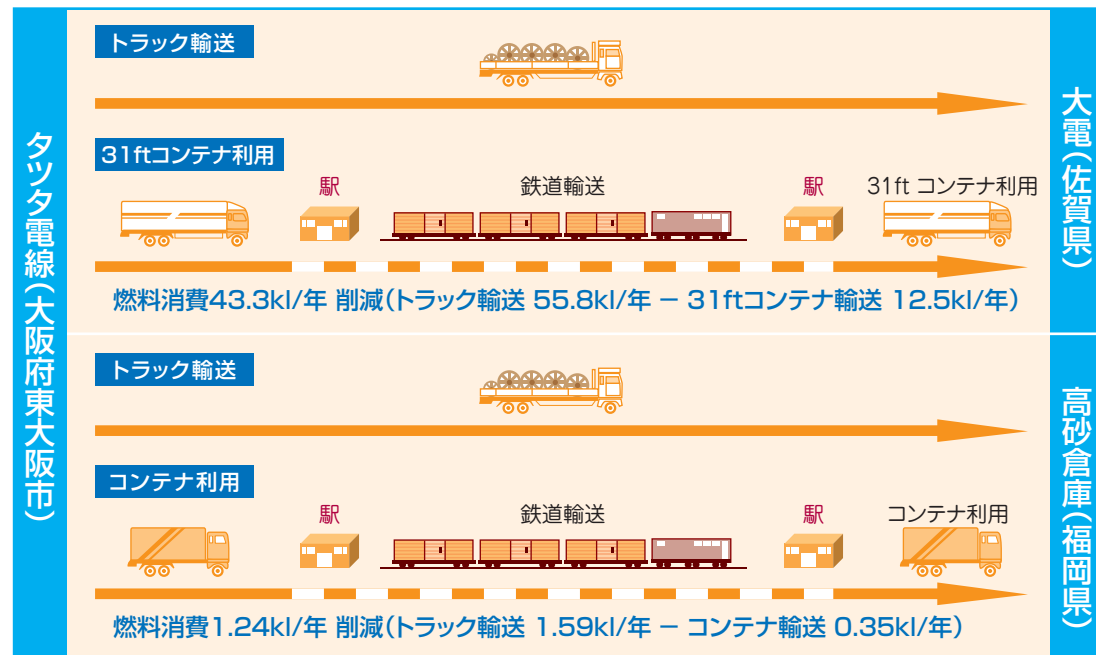 タツタ電線(大阪府東大阪市)
トラック輸送
31ftコンテナ利用
駅
鉄道輸送
駅
31ft コンテナ利用
燃料消費43.3kl/年 削減(トラック輸送 55.8kl/年 − 31ftコンテナ輸送 12.5kl/年)
大電(佐賀県)
トラック輸送
コンテナ利用
駅
鉄道輸送
駅
コンテナ利用
燃料消費1.24kl/年 削減(トラック輸送 1.59kl/年 − コンテナ輸送 0.35kl/年)
高砂倉庫(福岡県)